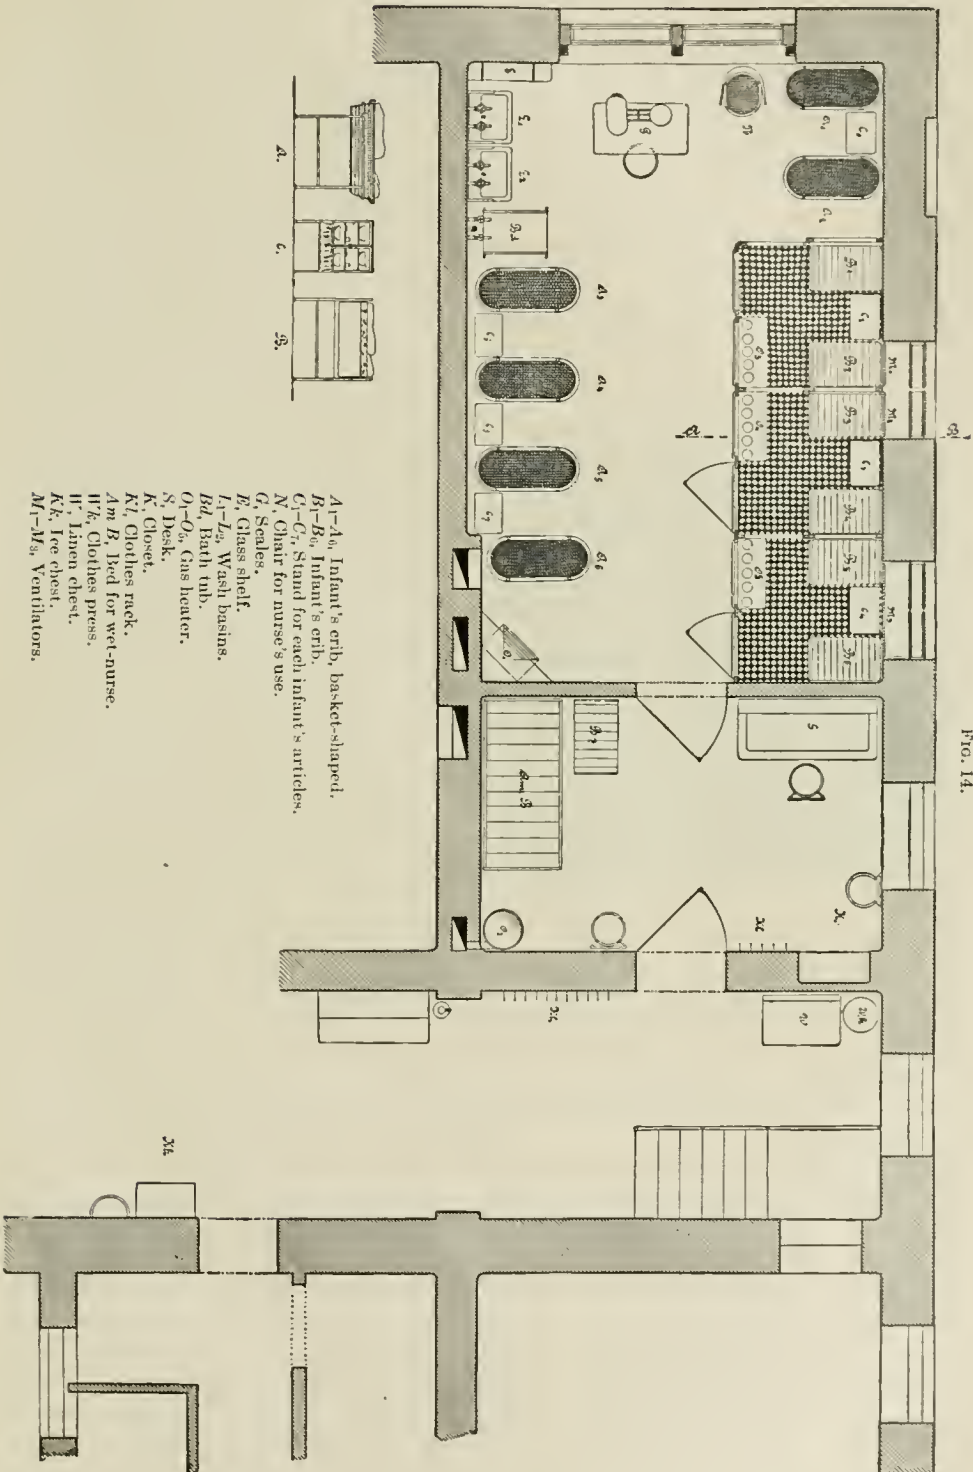 FIG. 14.
A.
C.
B.
A₁–A₆, Infant's crib, basket-shaped.
B₁–B₆, Infant's crib.
C₁–C₇, Stand for each infant's articles.
N, Chair for nurse's use.
G, Scales.
E, Glass shelf.
L₁–L₂, Wash basins.
Bd, Bath tub.
O₁–O₅, Gas heater.
S, Desk.
K, Closet.
Kl, Clothes rack.
Am B, Bed for wet-nurse.
Wk, Clothes press.
W, Linen chest.
Kk, Ice chest.
M₁–M₃, Ventilators.